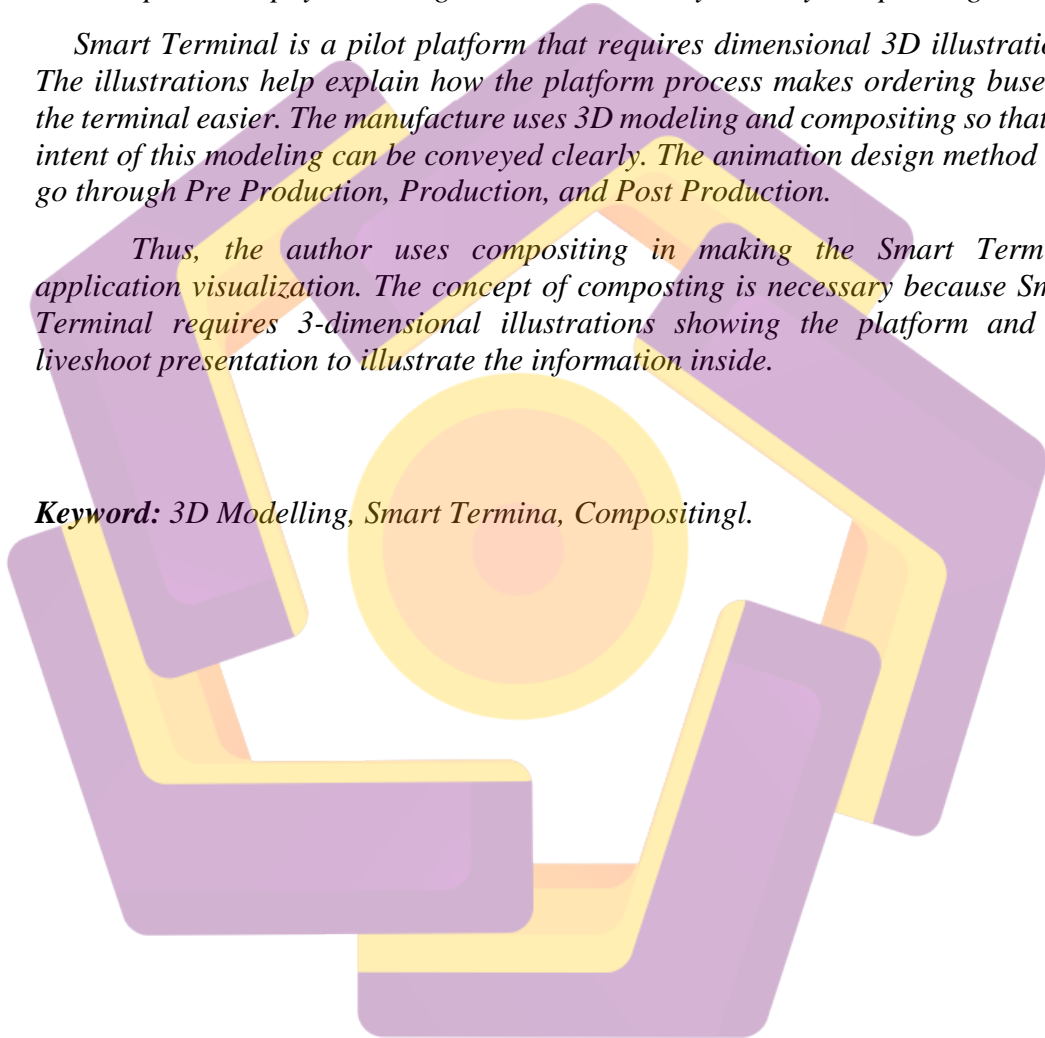 Smart Terminal is a pilot platform that requires dimensional 3D
The illustrations help explain how the platform process makes ordering
the terminal easier. The manufacture uses 3D modeling and compositing so that
intent of this modeling can be conveyed clearly. The animation design method
go through Pre Production, Production, and Post Production.
Thus, the author uses compositing in making the Smart
application visualization. The concept of composting is necessary because
Terminal requires 3-dimensional illustrations showing the platform and
liveshoot presentation to illustrate the information inside.
Keyword: 3D Modelling, Smart Termina, Compositingl.